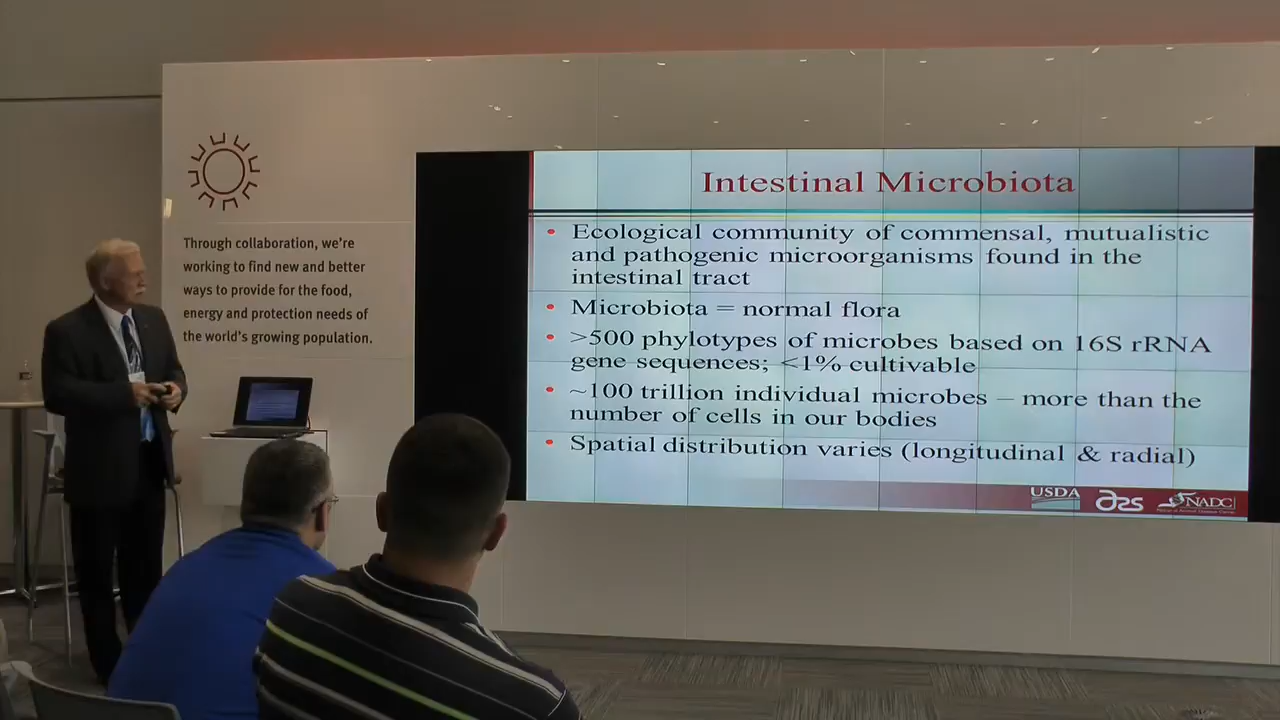 Through collaboration, we're
working to find new and better
ways to provide for the food,
energy and protection needs of
the world's growing population.
Intestinal Microbiota
• Ecological community of commensal, mutualistic
and pathogenic microorganisms found in the
intestinal tract
• Microbiota = normal flora
• >500 phylotypes of microbes based on 16S rRNA
gene sequences; <1% cultivable
• ~100 trillion individual microbes – more than the
number of cells in our bodies
• Spatial distribution varies (longitudinal & radial)
USDA
ars
NADC